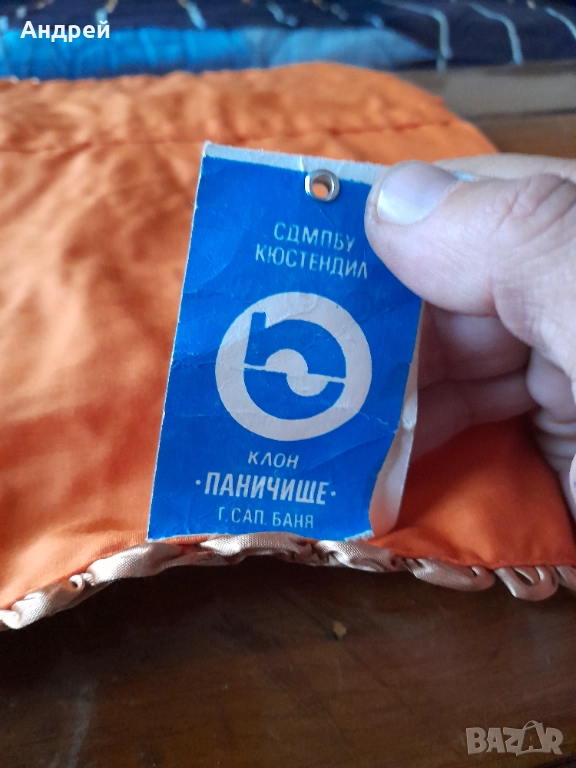 Андрей
СДМПБУ
КЮСТЕНДИЛ
КЛОН
·ПАНИЧИЩЕ·
Г. САП. БАНЯ
BAZAR